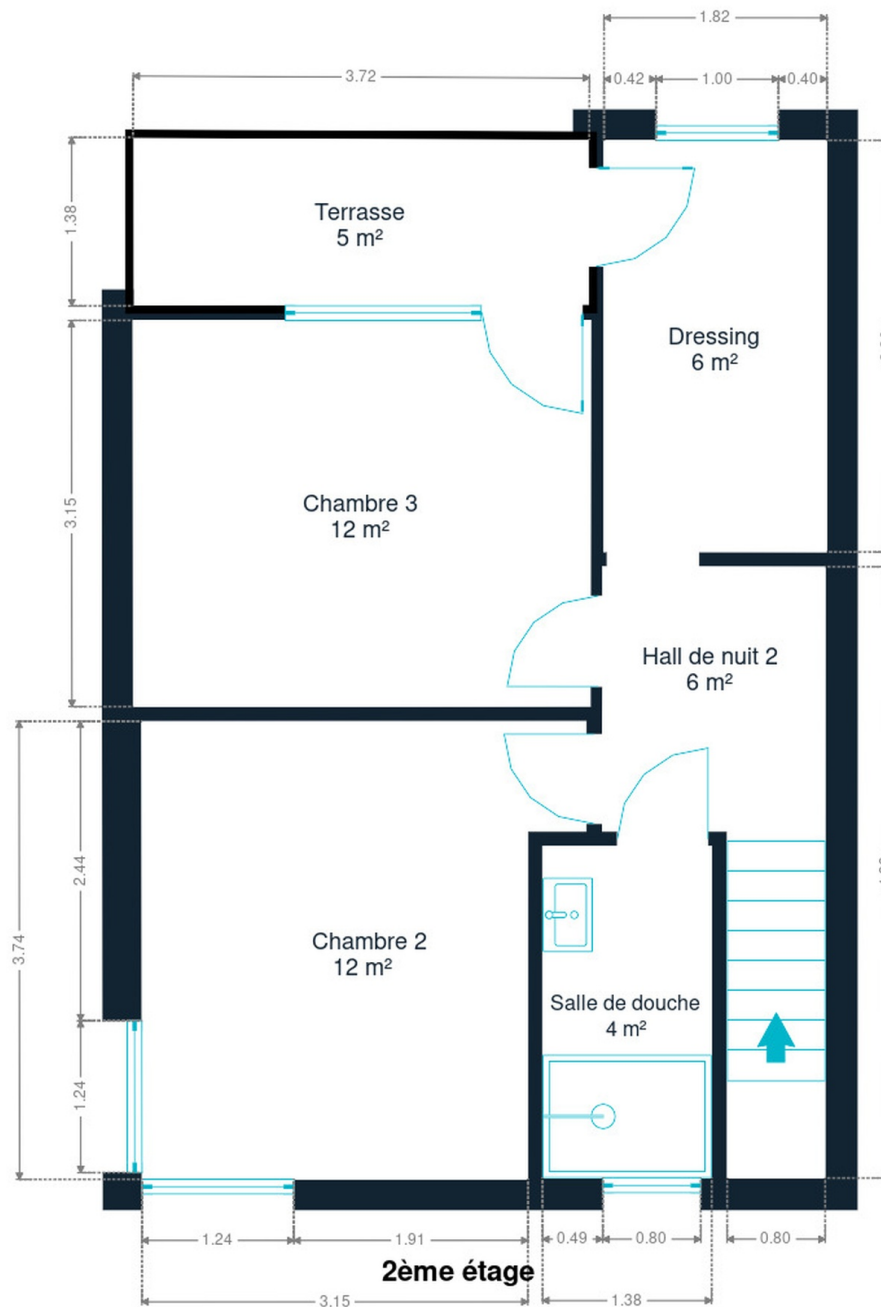 1.82
0.42
1.00
0.40
3.72
1.38
Terrasse
5 m²
Dressing
6 m²
3.15
Chambre 3
12 m²
Hall de nuit 2
6 m²
2.44
3.74
Chambre 2
12 m²
Salle de douche
4 m²
1.24
1.24
1.91
0.49
0.80
0.80
2ème étage
3.15
1.38